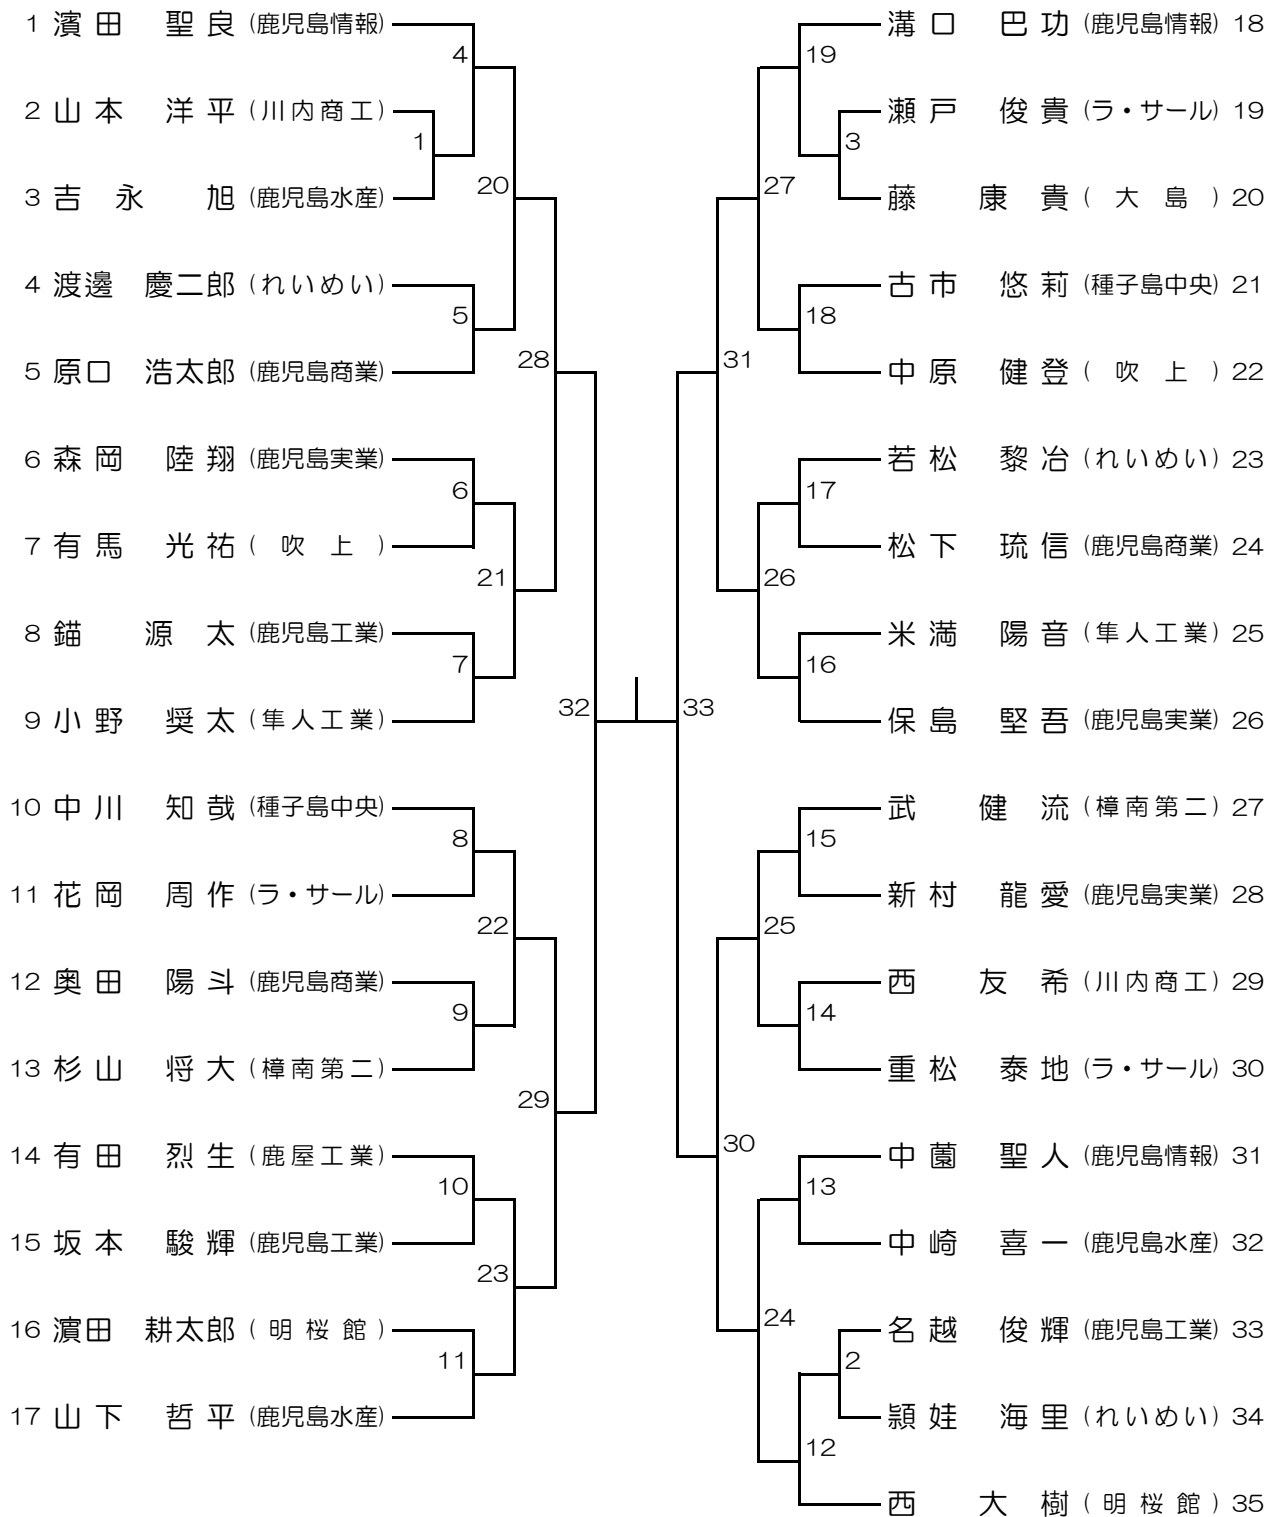 1 濱田 聖良 (鹿児島情報)
4
2 山本 洋平 (川内商工)
1
3 吉永 旭 (鹿児島水産)
20
4 渡邊 慶二郎 (れいめい)
5
28
5 原口 浩太郎 (鹿児島商業)
6 森岡 陸翔 (鹿児島実業)
6
7 有馬 光祐 (吹上)
21
8 錨 源太 (鹿児島工業)
7
32
9 小野 奨太 (隼人工業)
10 中川 知哉 (種子島中央)
8
11 花岡 周作 (ラ・サール)
22
12 奥田 陽斗 (鹿児島商業)
9
13 杉山 将大 (樟南第二)
29
14 有田 烈生 (鹿屋工業)
10
15 坂本 駿輝 (鹿児島工業)
23
16 濵田 耕太郎 (明桜館)
11
17 山下 哲平 (鹿児島水産)
溝口 巴功 (鹿児島情報) 18
19
瀬戸 俊貴 (ラ・サール) 19
3
27
藤 康貴 (大島) 20
古市 悠莉 (種子島中央) 21
18
31
中原 健登 (吹上) 22
若松 黎冶 (れいめい) 23
17
松下 琉信 (鹿児島商業) 24
26
米満 陽音 (隼人工業) 25
16
33
保島 堅吾 (鹿児島実業) 26
武 健流 (樟南第二) 27
15
新村 龍愛 (鹿児島実業) 28
25
西 友希 (川内商工) 29
14
重松 泰地 (ラ・サール) 30
30
中薗 聖人 (鹿児島情報) 31
13
中崎 喜一 (鹿児島水産) 32
24
名越 俊輝 (鹿児島工業) 33
2
頴娃 海里 (れいめい) 34
12
西 大樹 (明桜館) 35